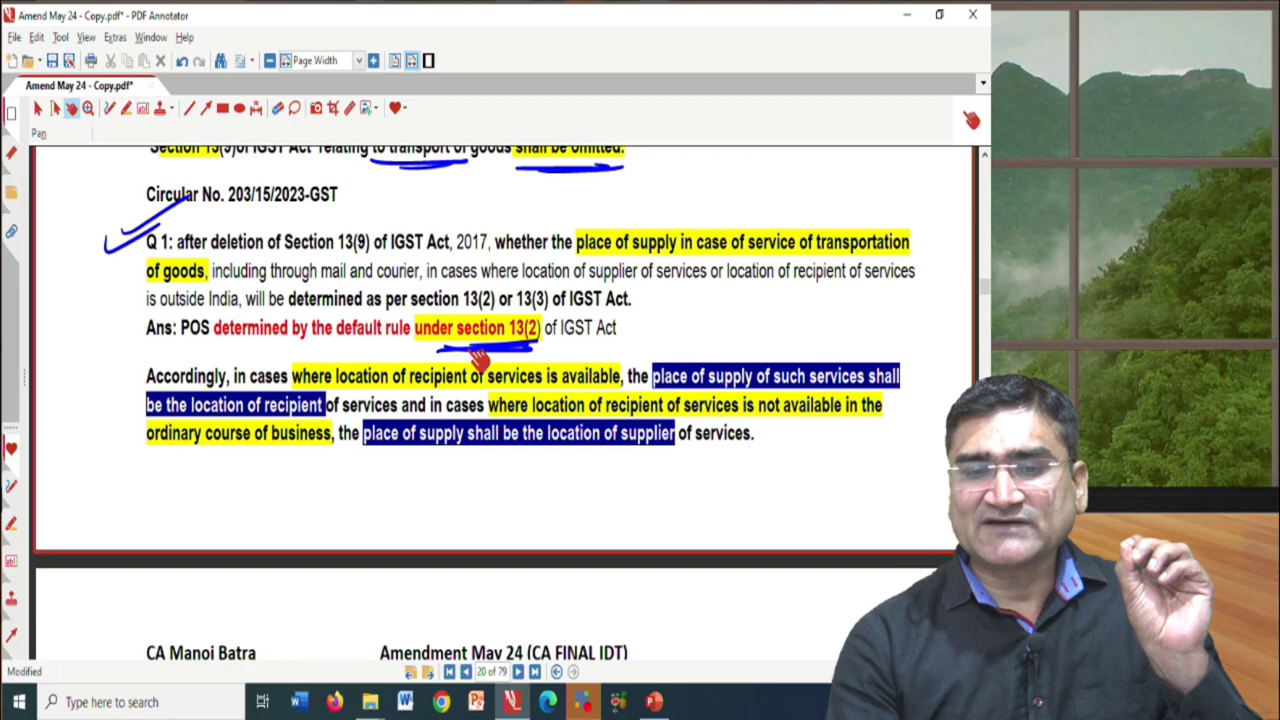 Amend May 24 - Copy.pdf* - PDF Annotator
File Edit Tool View Extras Window Help
Page Width
Amend May 24 - Copy.pdf*
Pan
Section 13(9)of IGST Act relating to transport of goods shall be omitted.
Circular No. 203/15/2023-GST
Q 1: after deletion of Section 13(9) of IGST Act, 2017, whether the place of supply in case of service of transportation
of goods, including through mail and courier, in cases where location of supplier of services or location of recipient of services
is outside India, will be determined as per section 13(2) or 13(3) of IGST Act.
Ans: POS determined by the default rule under section 13(2) of IGST Act
Accordingly, in cases where location of recipient of services is available, the place of supply of such services shall
be the location of recipient of services and in cases where location of recipient of services is not available in the
ordinary course of business, the place of supply shall be the location of supplier of services.
CA Manoj Batra Amendment May 24 (CA FINAL IDT)
Modified 20 of 79
Type here to search